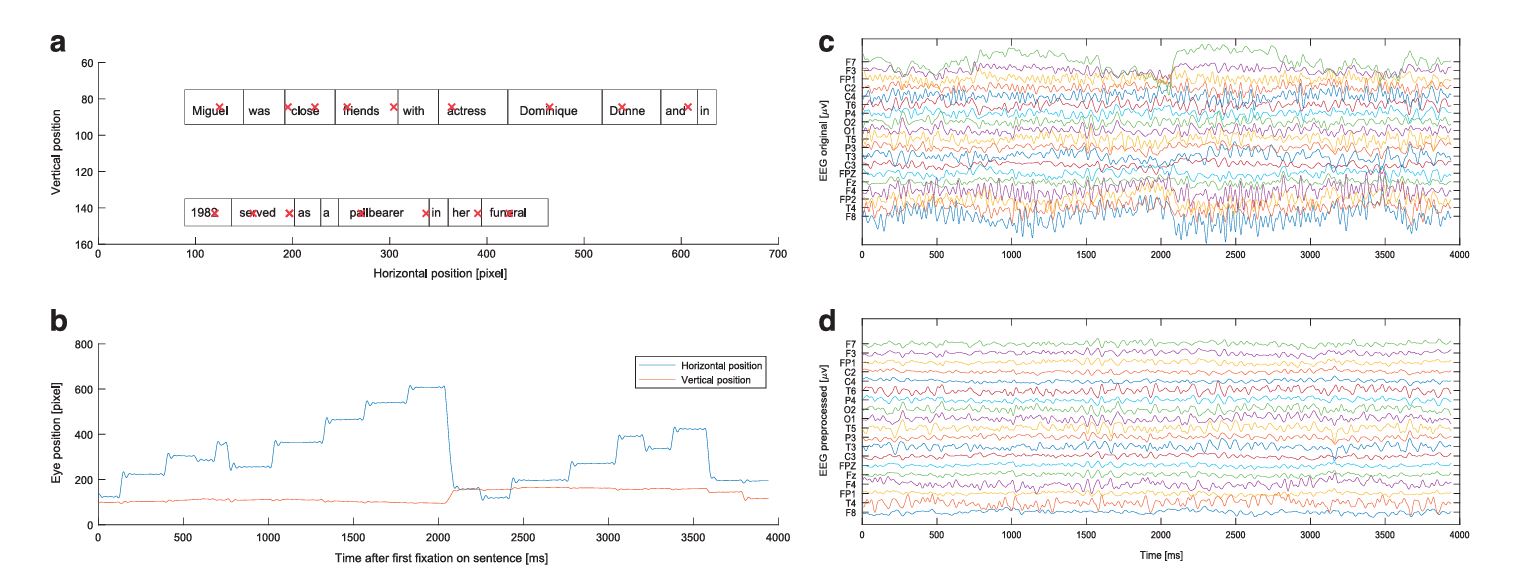 a
60
80
100
120
140
160
Vertical position
Miguel was close friends with actress Dominique Dunne and in
1982 served as a pallbearer in her funeral
0 100 200 300 400 500 600 700
Horizontal position [pixel]
b
800
600
400
200
0
Eye position [pixel]
Horizontal position
Vertical position
0 500 1000 1500 2000 2500 3000 3500 4000
Time after first fixation on sentence [ms]
c
EEG original [μv]
F7
F3
FP1
C2
C4
T6
P4
O2
O1
T5
P3
T3
C3
FPZ
Fz
F4
FP2
T4
F8
0 500 1000 1500 2000 2500 3000 3500 4000
d
EEG preprocessed [μv]
F7
F3
FP1
C2
C4
T6
P4
O2
O1
T5
P3
T3
C3
FPZ
Fz
F4
FP1
T4
F8
0 500 1000 1500 2000 2500 3000 3500 4000
Time [ms]